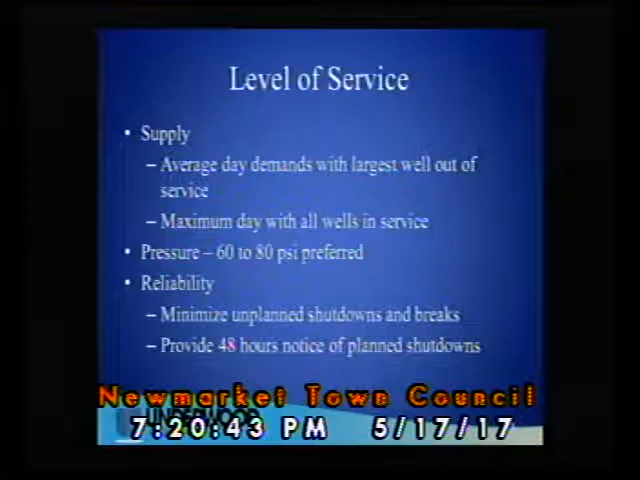 Level of Service
• Supply
– Average day demands with largest well out of
service
– Maximum day with all wells in service
• Pressure – 60 to 80 psi preferred
• Reliability
– Minimize unplanned shutdowns and breaks
– Provide 48 hours notice of planned shutdowns
Newmarket Town Council
UNDERWOOD
7:20:43 PM 5/17/17